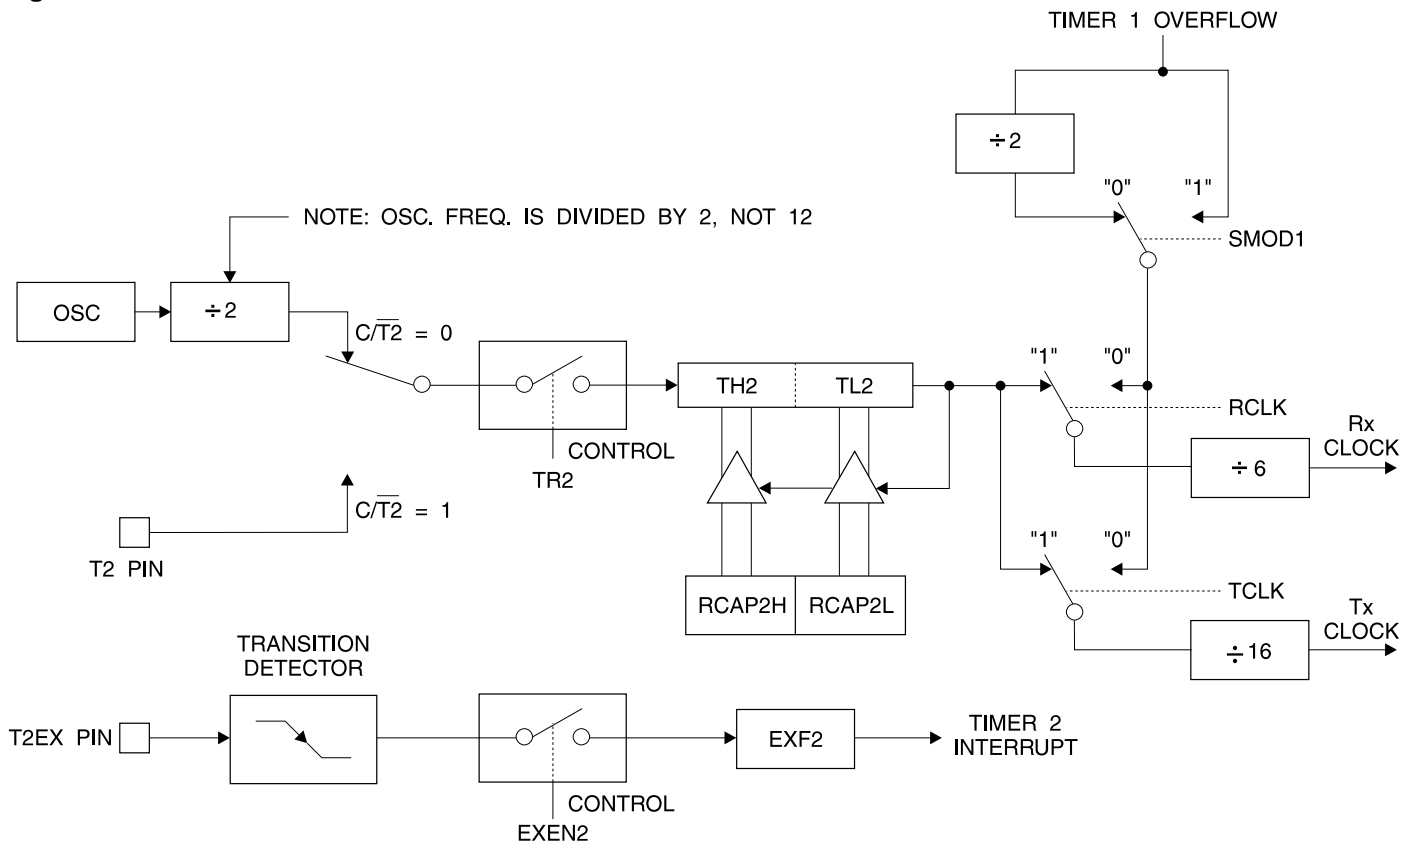 TIMER 1 OVERFLOW
÷2
"0" "1"
SMOD1
NOTE: OSC. FREQ. IS DIVIDED BY 2, NOT 12
OSC
÷2
C/T2 = 0
TH2
TL2
"1" "0"
RCLK
Rx
CLOCK
÷ 6
CONTROL
TR2
C/T2 = 1
T2 PIN
"1" "0"
TCLK
RCAP2H
RCAP2L
Tx
CLOCK
÷ 16
TRANSITION
DETECTOR
T2EX PIN
EXF2
TIMER 2
INTERRUPT
CONTROL
EXEN2